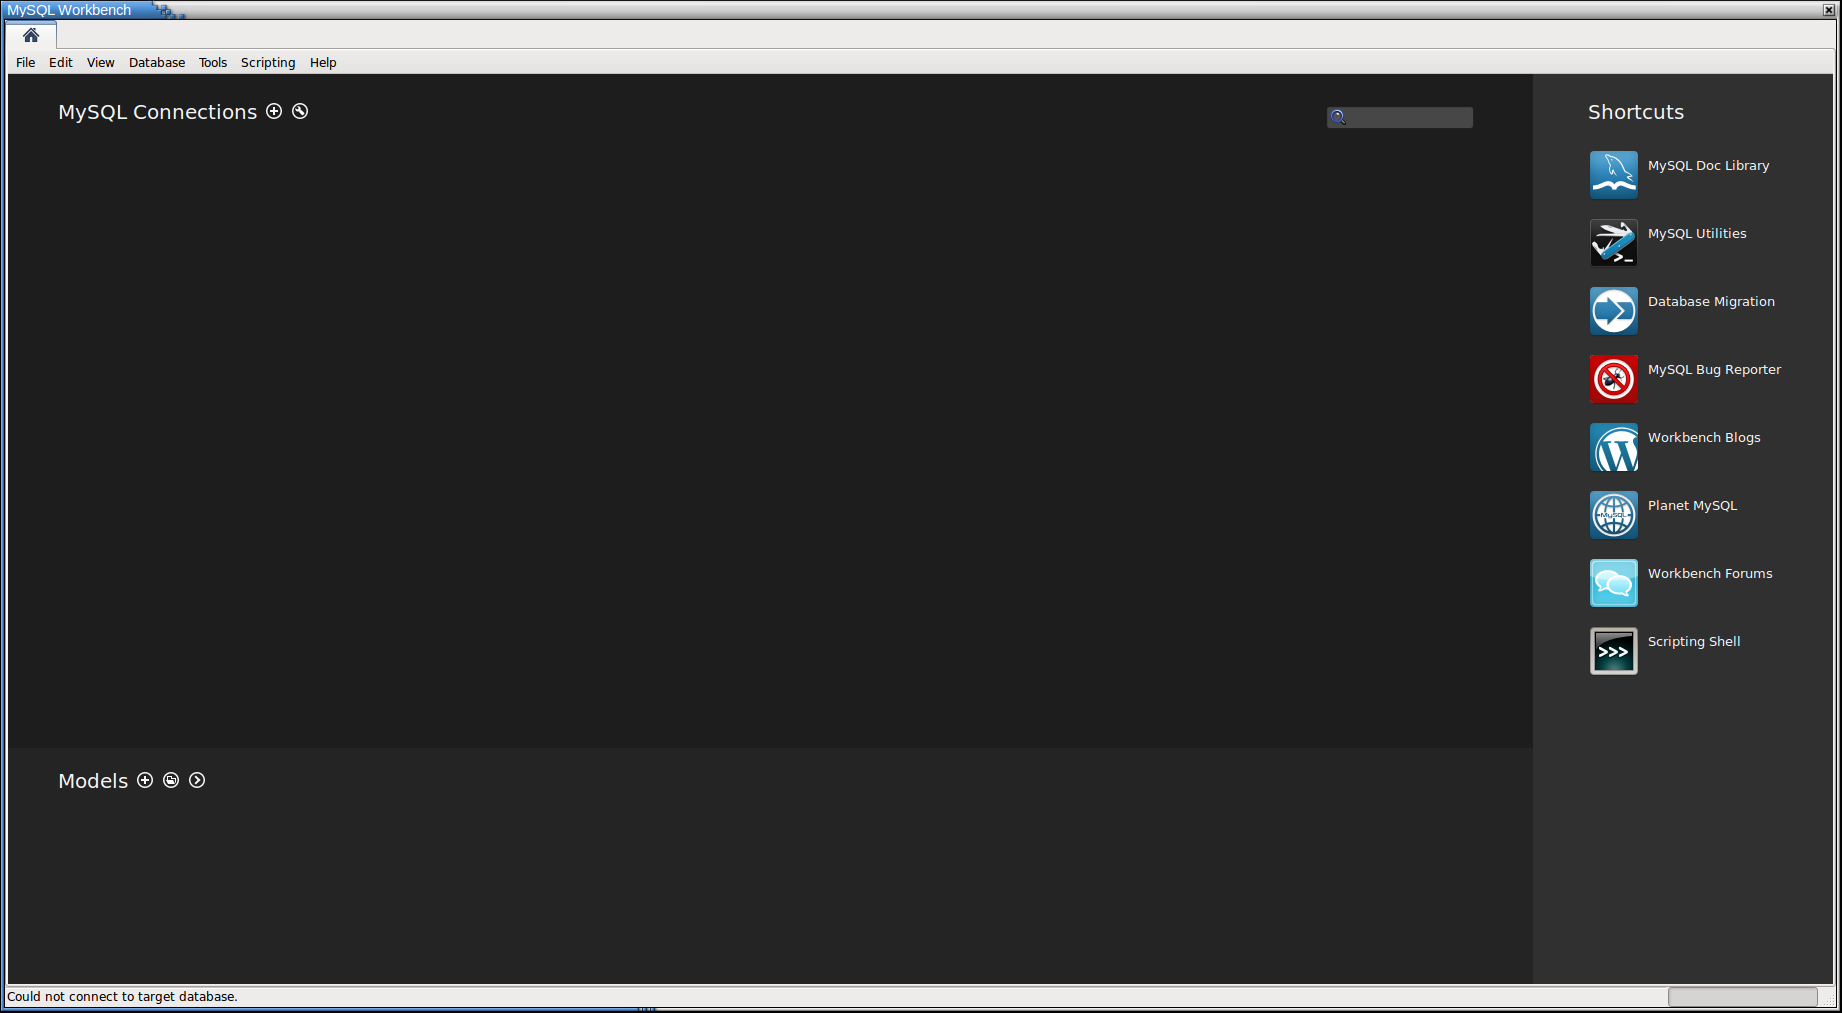 MySQL Workbench
File Edit View Database Tools Scripting Help
MySQL Connections
Shortcuts
MySQL Doc Library
MySQL Utilities
>_
Database Migration
MySQL Bug Reporter
Workbench Blogs
W
Planet MySQL
MySQL
Workbench Forums
Scripting Shell
>>>
Models
Could not connect to target database.